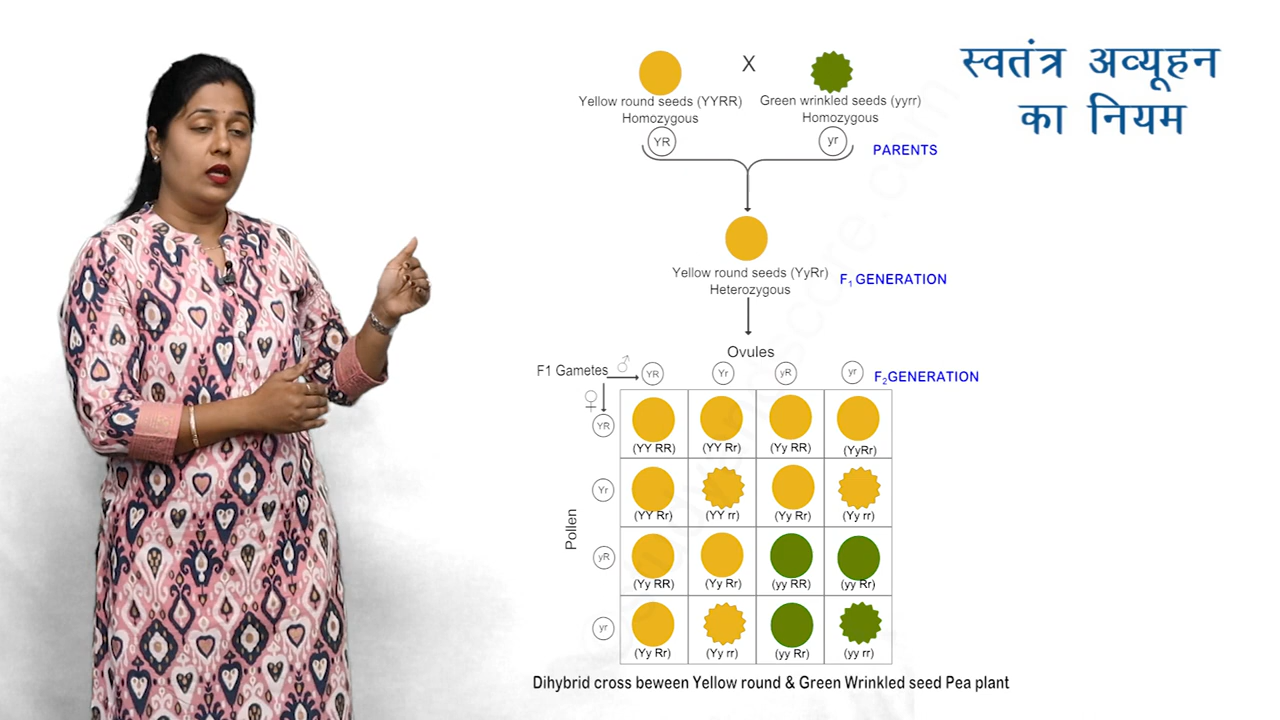 स्वतंत्र अव्यूहन
का नियम
X
Yellow round seeds (YYRR)
Homozygous
Green wrinkled seeds (yyrr)
Homozygous
YR
yr
PARENTS
Yellow round seeds (YyRr)
Heterozygous
F1 GENERATION
Ovules
F1 Gametes ♂
YR Yr yR yr
F2GENERATION
♀
YR
(YY RR) (YY Rr) (Yy RR) (YyRr)
Yr
(YY Rr) (YY rr) (Yy Rr) (Yy rr)
Pollen
yR
(Yy RR) (Yy Rr) (yy RR) (yy Rr)
yr
(Yy Rr) (Yy rr) (yy Rr) (yy rr)
Dihybrid cross beween Yellow round & Green Wrinkled seed Pea plant